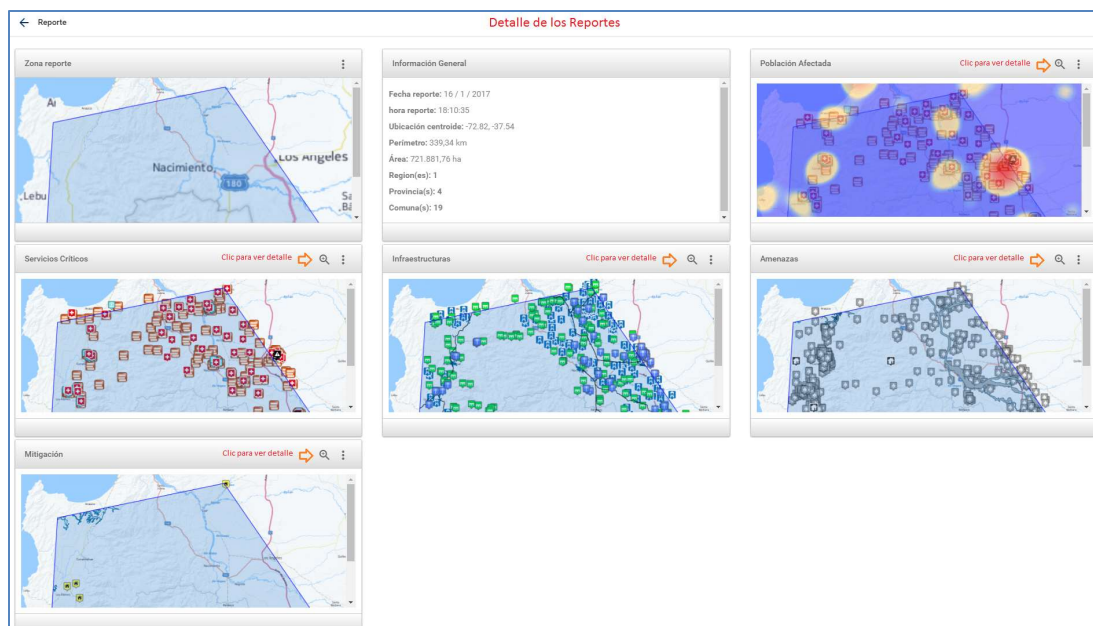 Reporte
Detalle de los Reportes
Zona reporte
Nacimiento
Los Angeles
180
Lebu
Información General
Fecha reporte: 16 / 1 / 2017
hora reporte: 18:10:35
Ubicación centroide: -72.82, -37.54
Perímetro: 339,34 km
Área: 721.881,76 ha
Region(es): 1
Provincia(s): 4
Comuna(s): 19
Población Afectada
Clic para ver detalle
Servicios Críticos
Clic para ver detalle
Infraestructuras
Clic para ver detalle
Amenazas
Clic para ver detalle
Mitigación
Clic para ver detalle